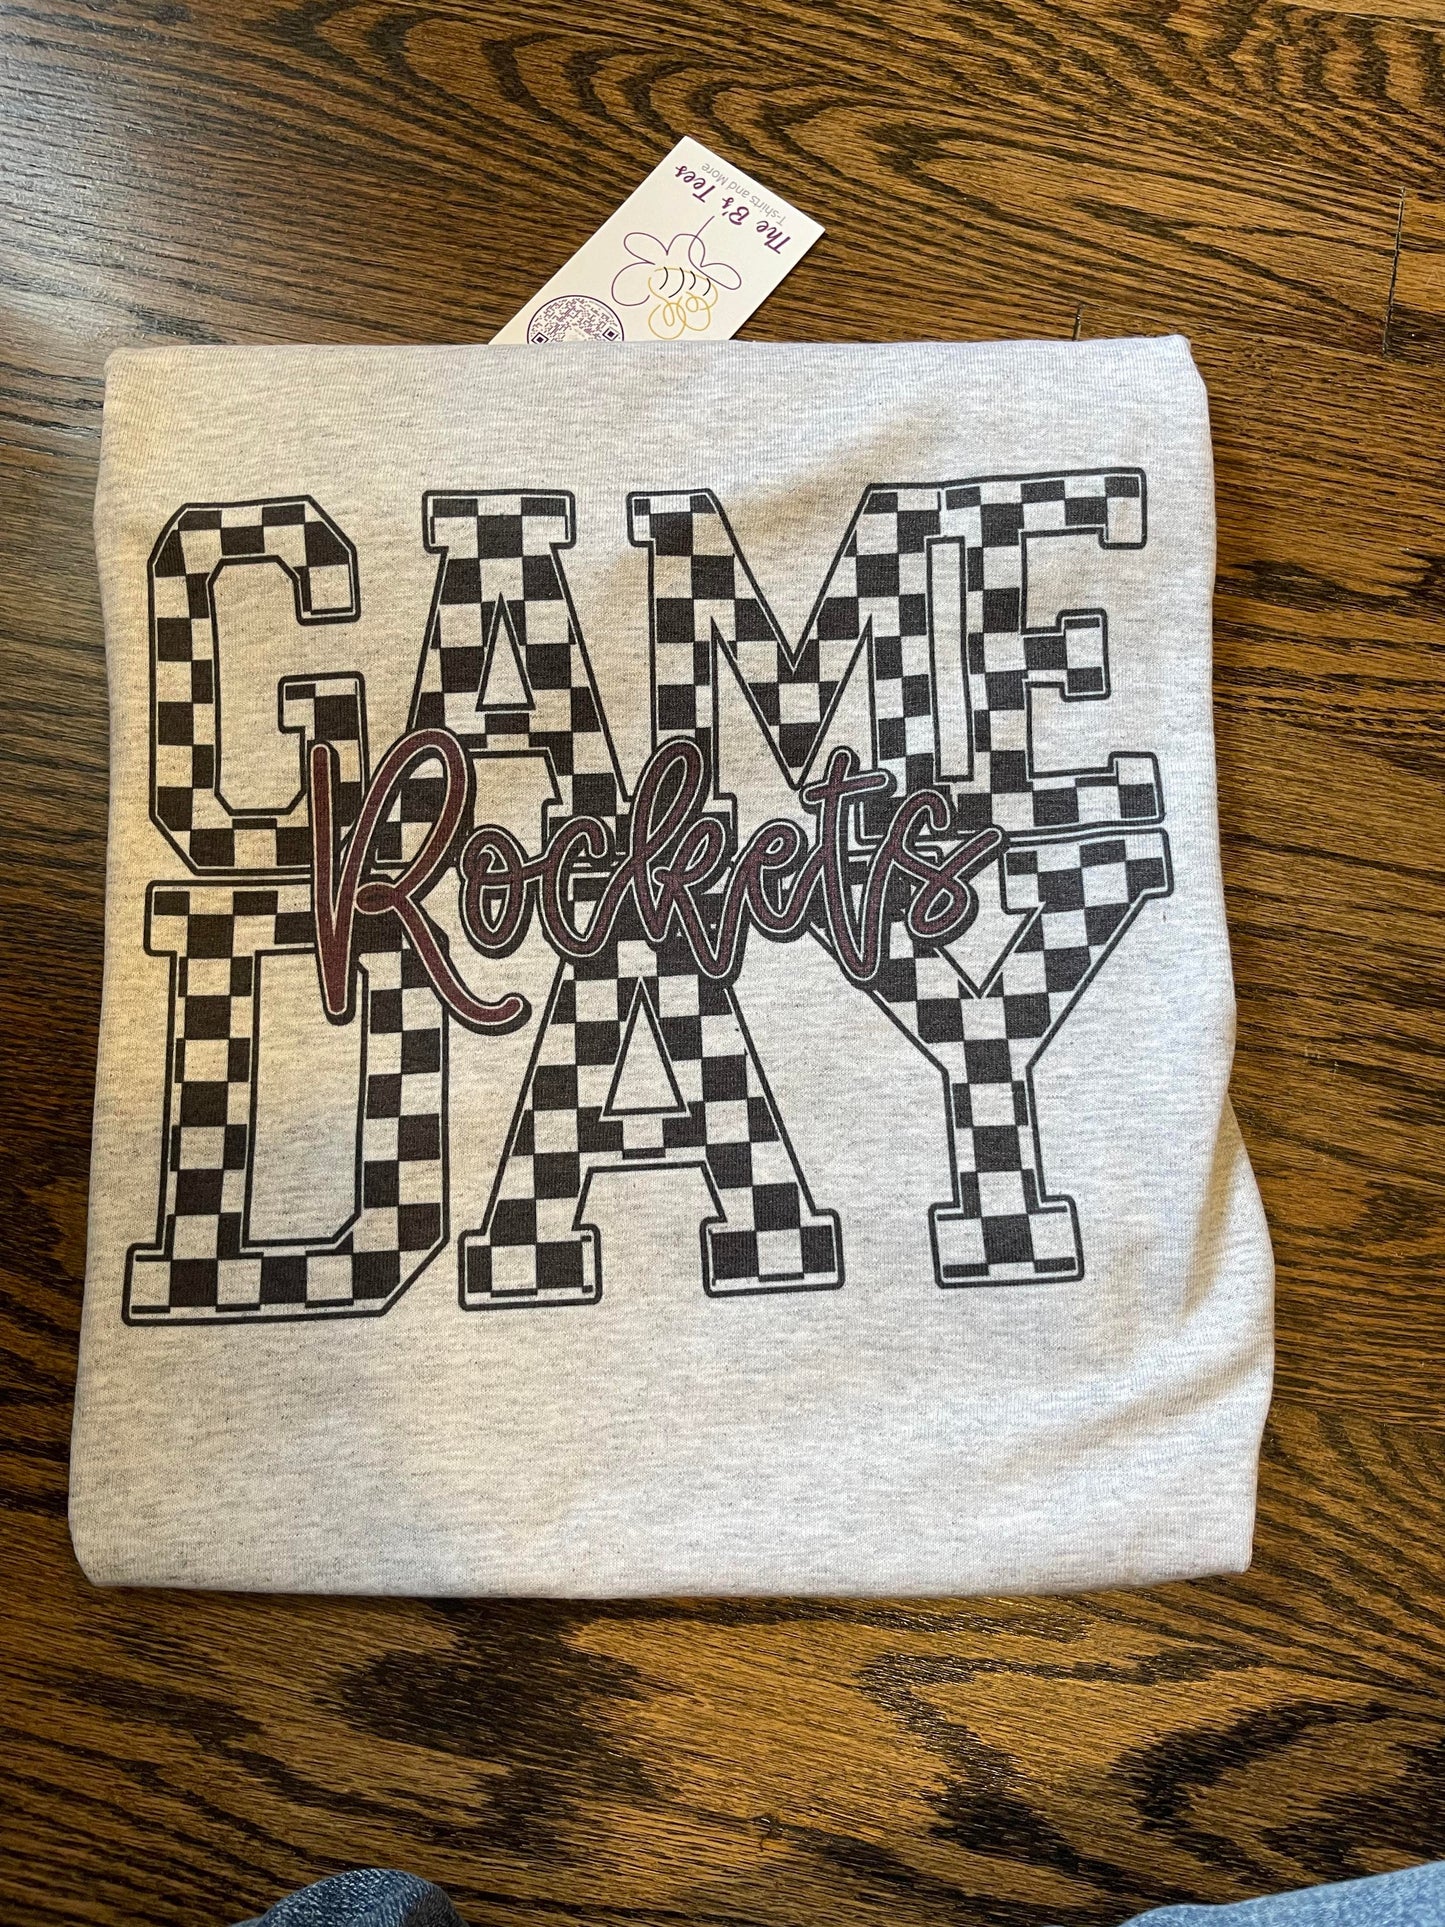 The B's Tees
T-shirts and More
GAME
Rockets
DAY